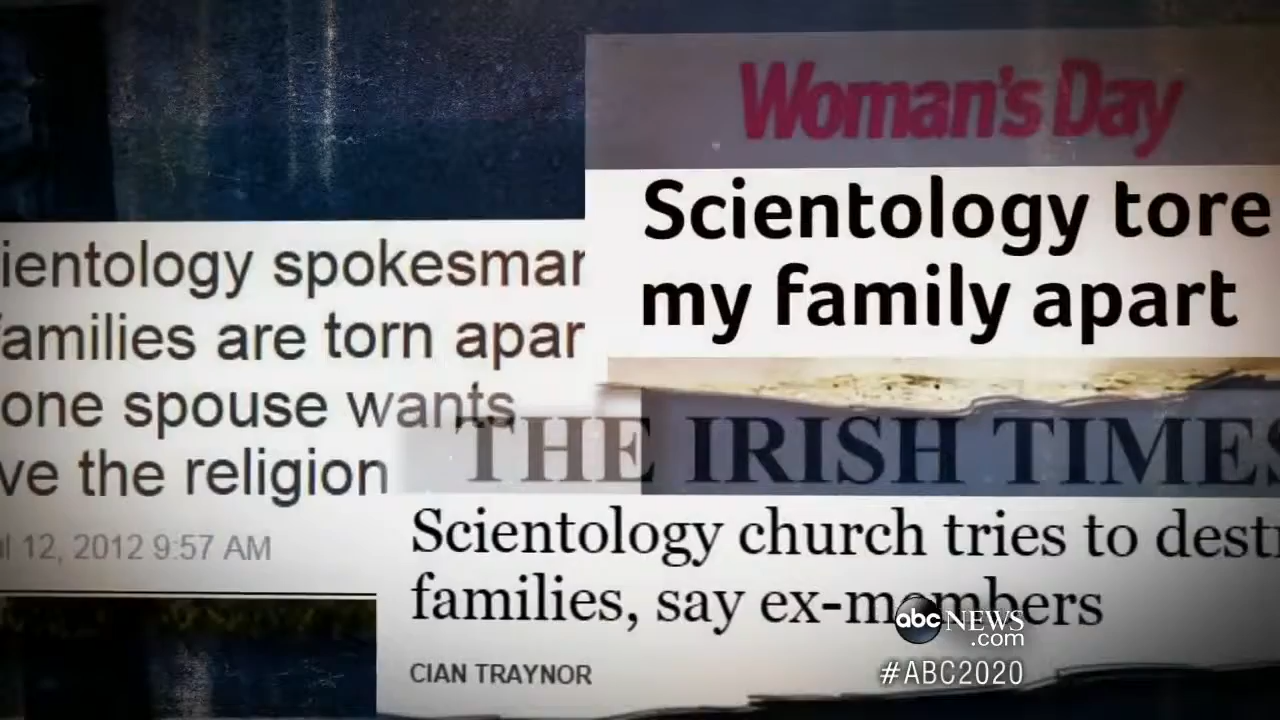 Woman's Day
Scientology tore
my family apart
ientology spokesman
families are torn apar
one spouse wants
ve the religion
l 12, 2012 9:57 AM
THE IRISH TIMES
Scientology church tries to dest
families, say ex-members
CIAN TRAYNOR
abc NEWS
.com
#ABC2020